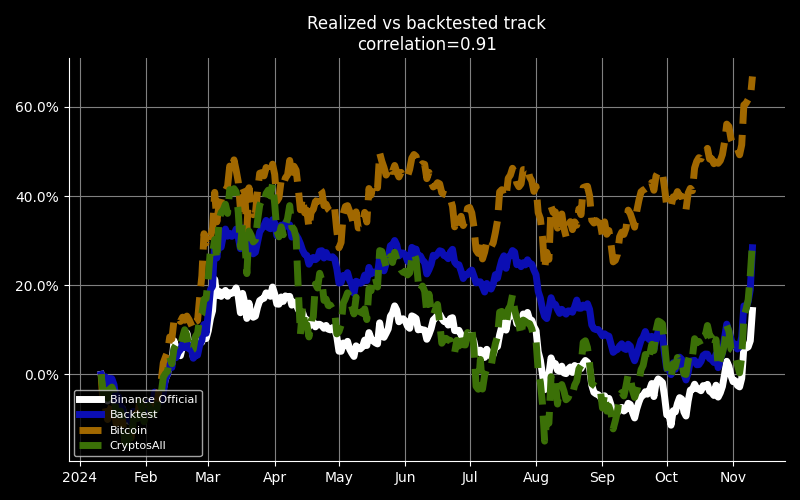 Realized vs backtested track
correlation=0.91
60.0%
40.0%
20.0%
0.0%
Binance Official
Backtest
Bitcoin
CryptosAll
2024 Feb Mar Apr May Jun Jul Aug Sep Oct Nov